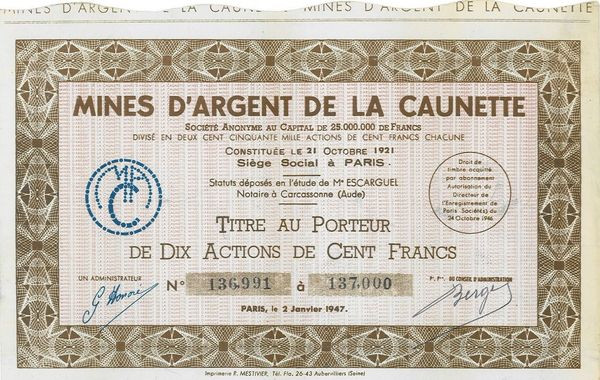 MINES D'ARGENT DE LA CAUNETTE MINES D'ARGENT DE LA CAUNETTE
MINES D'ARGENT DE LA CAUNETTE
SOCIÉTÉ ANONYME AU CAPITAL DE 25.000.000 DE FRANCS
DIVISÉ EN DEUX CENT CINQUANTE MILLE ACTIONS DE CENT FRANCS CHACUNE
CONSTITUÉE LE 21 OCTOBRE 1921
Siège Social à PARIS.
Statuts déposés en l'étude de Me ESCARGUEL
Notaire à Carcassonne (Aude)
Droit de
timbre acquitté
par abonnement
Autorisation du
Directeur de
l'Enregistrement de
Paris (Sociétés) du
24 Octobre 1946
TITRE AU PORTEUR
DE DIX ACTIONS DE CENT FRANCS
UN ADMINISTRATEUR
No 136,991 à 137,000
P. Pon. DU CONSEIL D'ADMINISTRATION
G. Honoré
Berge
PARIS, le 2 Janvier 1947.
Imprimerie R. MESTIVIER, Tél. Fla. 26-43 Aubervilliers (Seine)